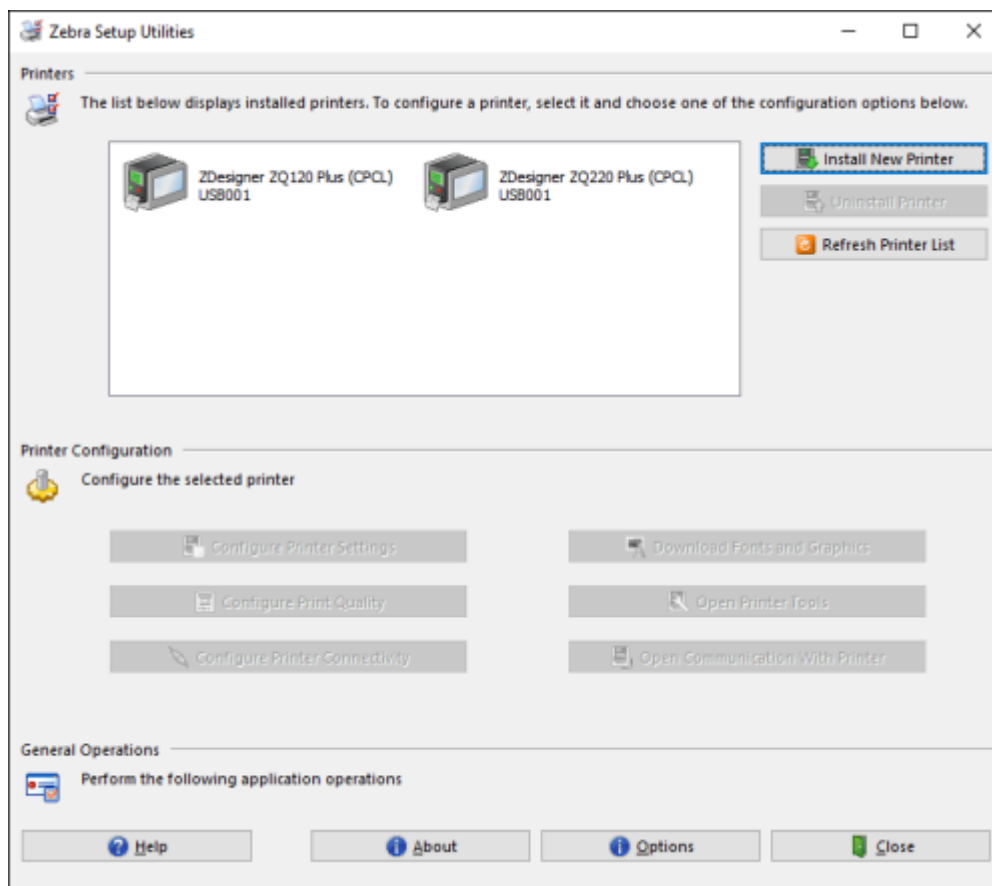 Zebra Setup Utilities
Printers
The list below displays installed printers. To configure a printer, select it and choose one of the configuration options below.
ZDesigner ZQ120 Plus (CPCL)
USB001
ZDesigner ZQ220 Plus (CPCL)
USB001
Install New Printer
Uninstall Printer
Refresh Printer List
Printer Configuration
Configure the selected printer
Configure Printer Settings
Download Fonts and Graphics
Configure Print Quality
Open Printer Tools
Configure Printer Connectivity
Open Communication With Printer
General Operations
Perform the following application operations
Help
About
Options
Close